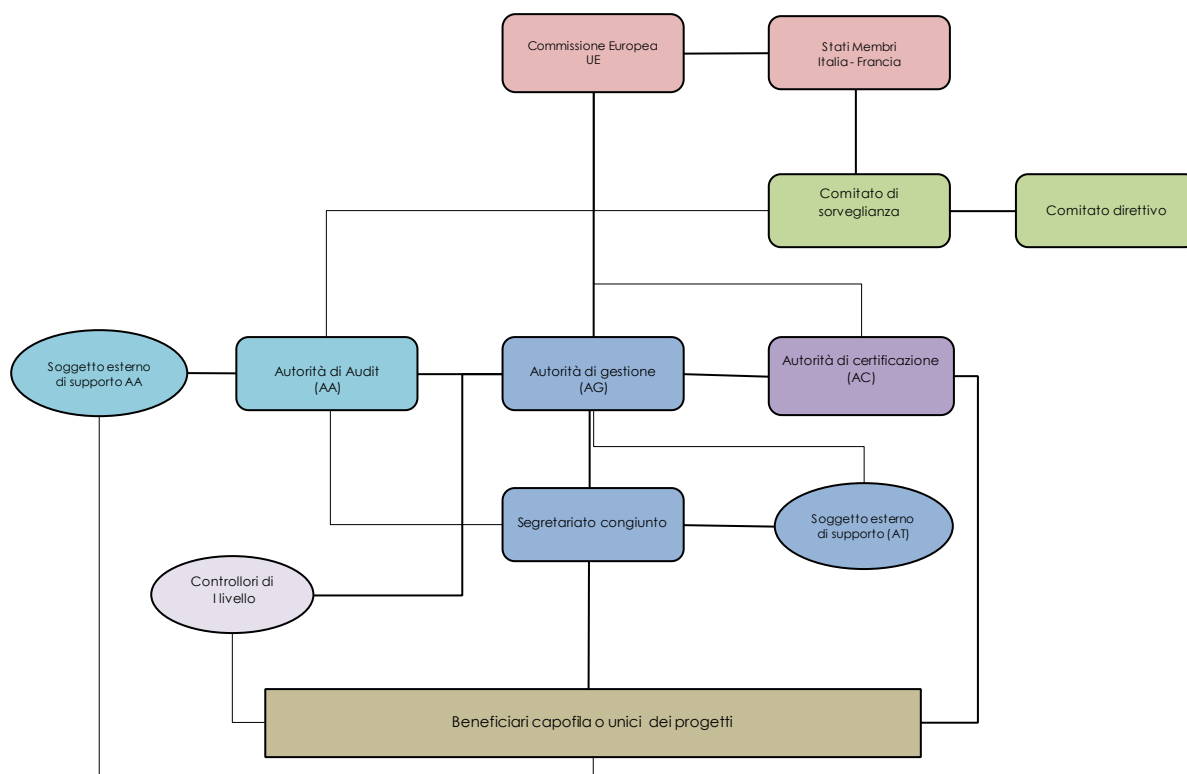 Commissione Europea
UE
Stati Membri
Italia - Francia
Comitato di
sorveglianza
Comitato direttivo
Soggetto esterno
di supporto AA
Autorità di Audit
(AA)
Autorità di gestione
(AG)
Autorità di certificazione
(AC)
Segretariato congiunto
Soggetto esterno
di supporto (AT)
Controllori di
I livello
Beneficiari capofila o unici dei progetti